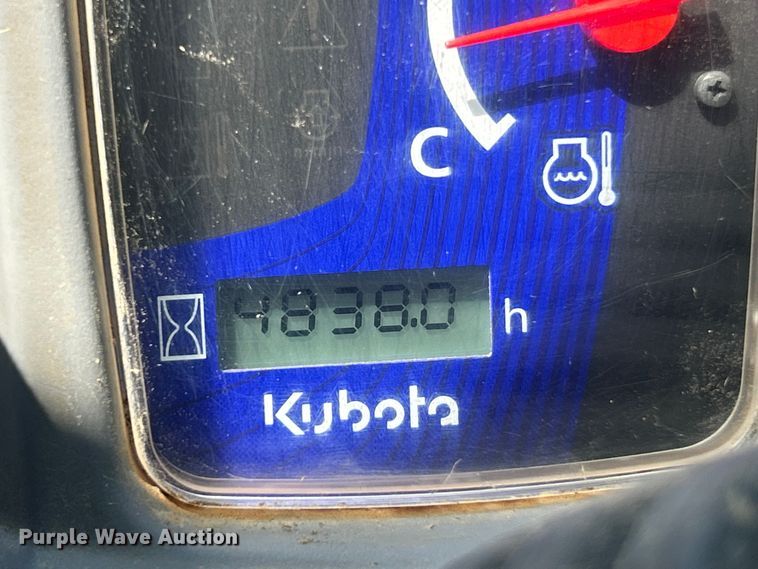 C
4838.0 h
Kubota
Purple Wave Auction